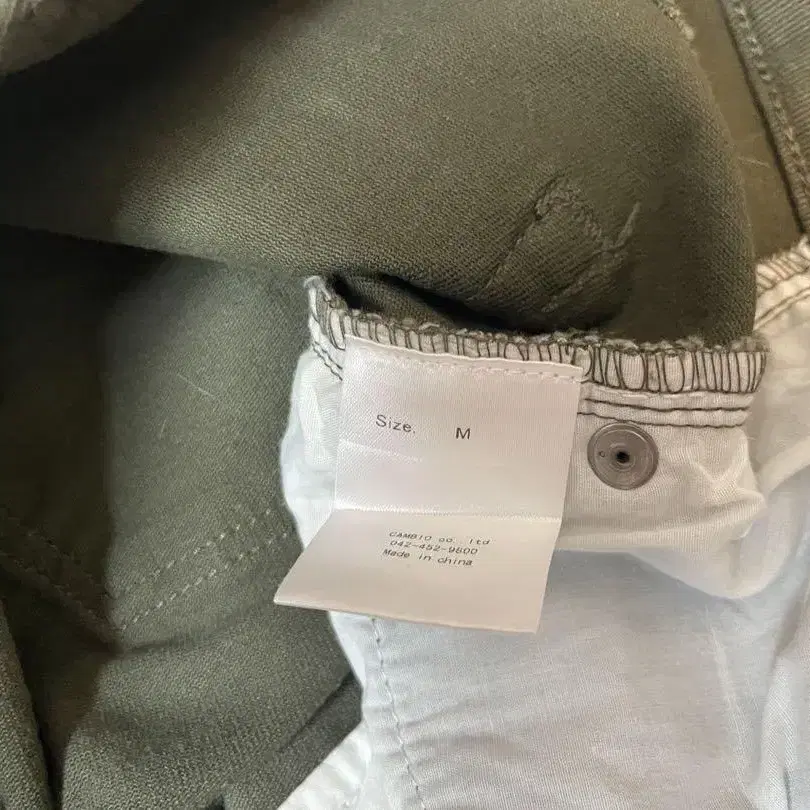 Size. M
CAMBIO co. ltd
042-452-9800
Made in china